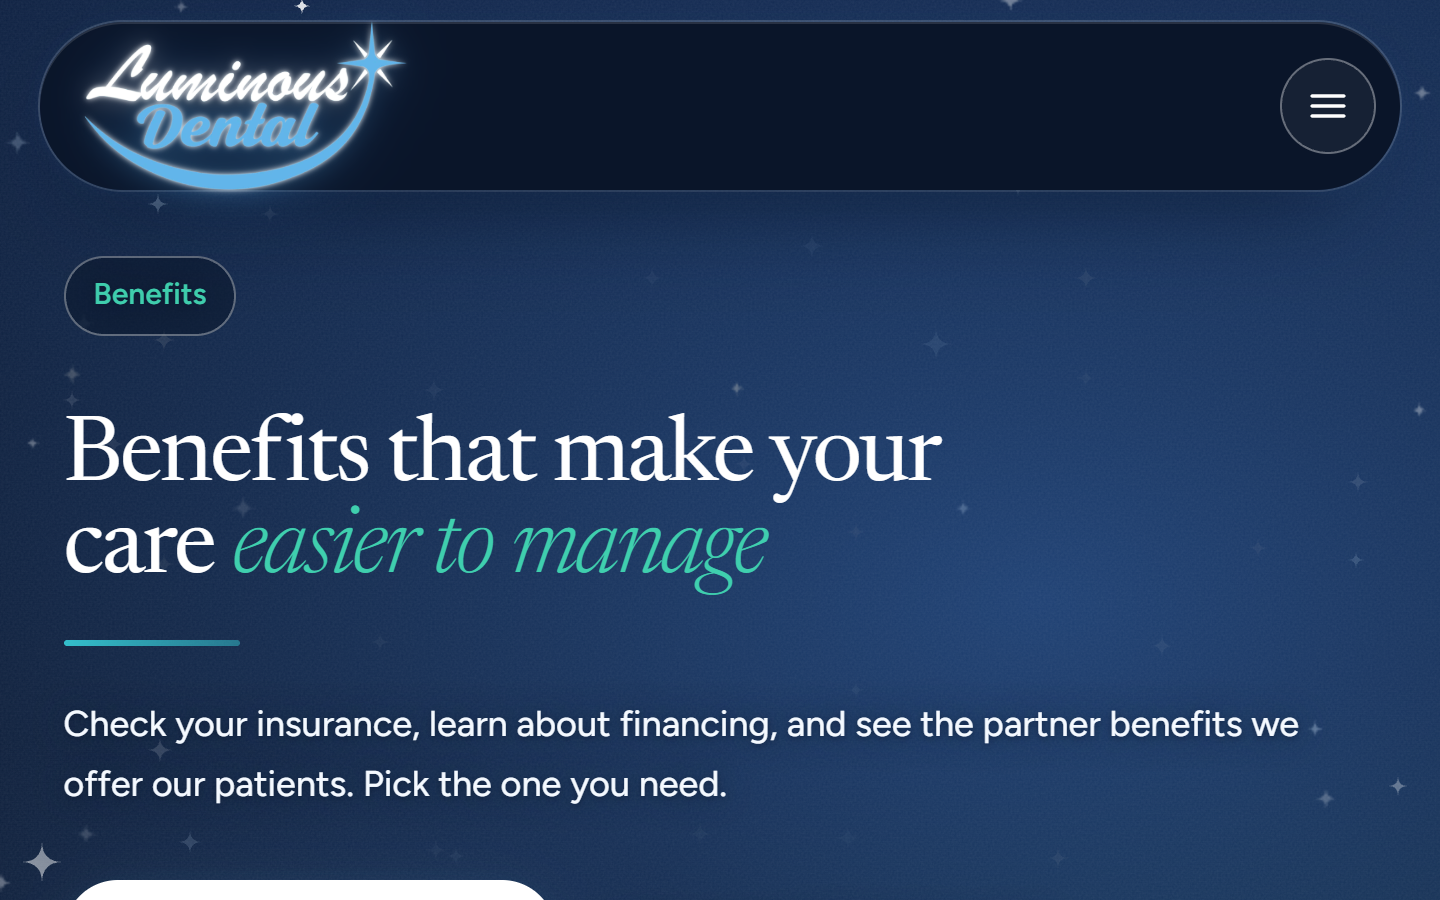 Luminous
Dental
Benefits
Benefits that make your
care easier to manage
Check your insurance, learn about financing, and see the partner benefits we
offer our patients. Pick the one you need.